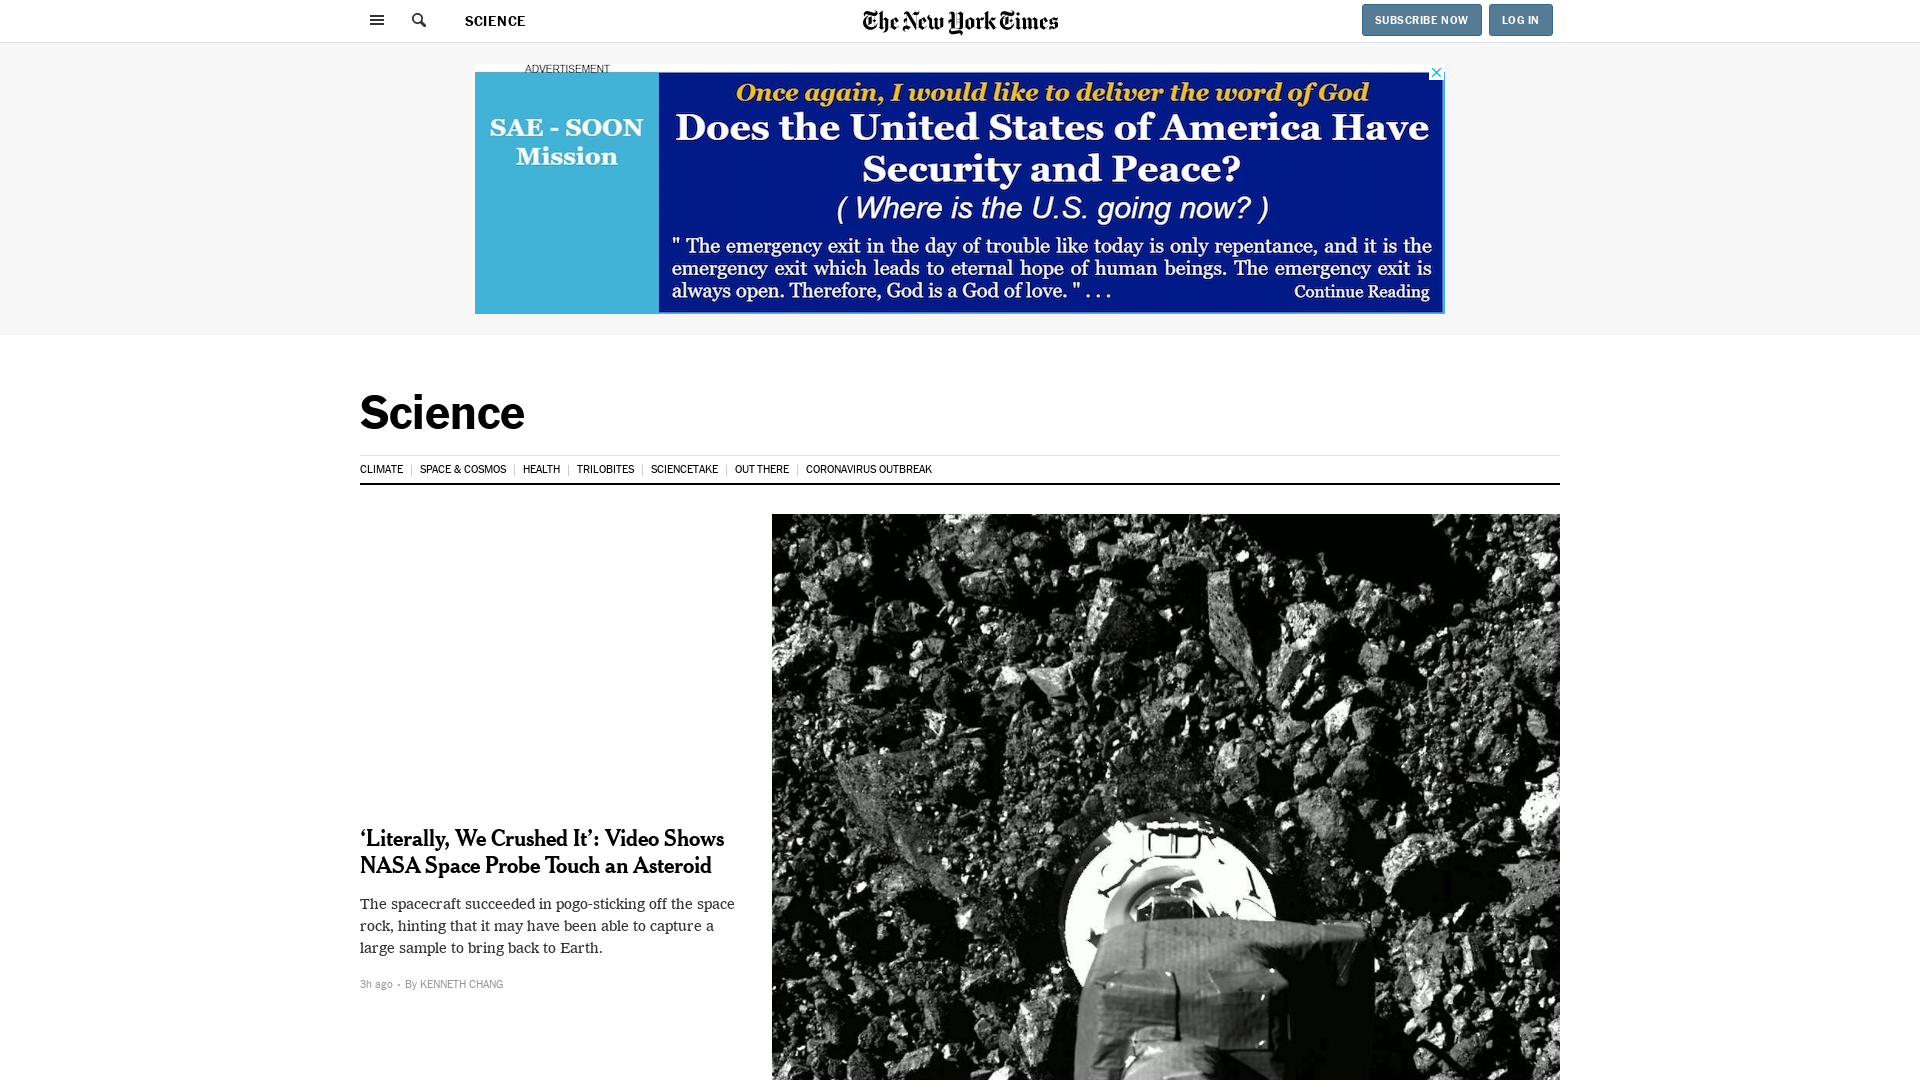 SCIENCE
The New York Times
SUBSCRIBE NOW
LOG IN
ADVERTISEMENT
SAE - SOON
Mission
Once again, I would like to deliver the word of God
Does the United States of America Have
Security and Peace?
( Where is the U.S. going now? )
" The emergency exit in the day of trouble like today is only repentance, and it is the
emergency exit which leads to eternal hope of human beings. The emergency exit is
always open. Therefore, God is a God of love. " . . .
Continue Reading
Science
CLIMATE
SPACE & COSMOS
HEALTH
TRILOBITES
SCIENCETAKE
OUT THERE
CORONAVIRUS OUTBREAK
‘Literally, We Crushed It’: Video Shows
NASA Space Probe Touch an Asteroid
The spacecraft succeeded in pogo-sticking off the space
rock, hinting that it may have been able to capture a
large sample to bring back to Earth.
3h ago • By KENNETH CHANG